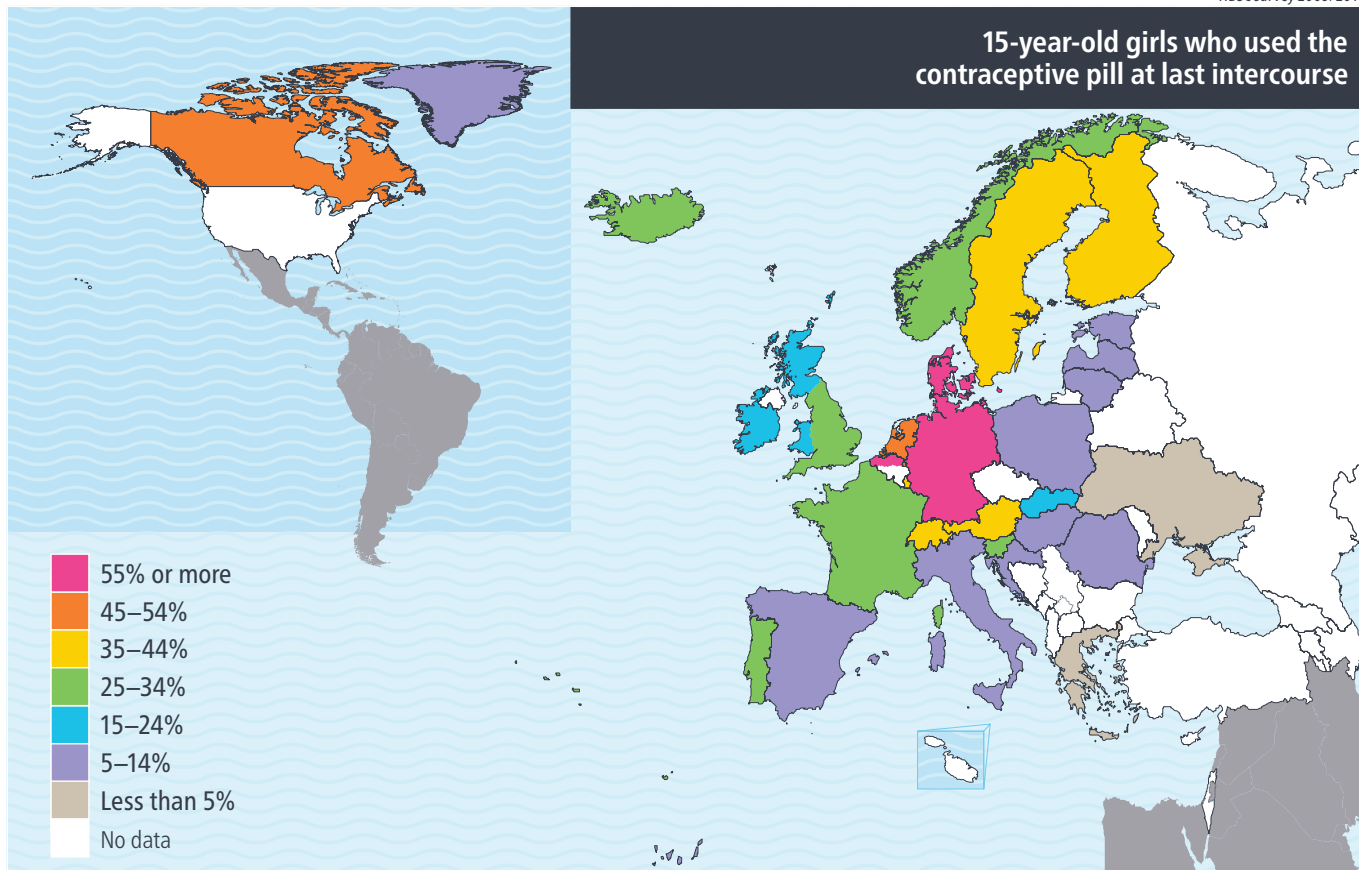 15-year-old girls who used the
contraceptive pill at last intercourse
55% or more
45–54%
35–44%
25–34%
15–24%
5–14%
Less than 5%
No data